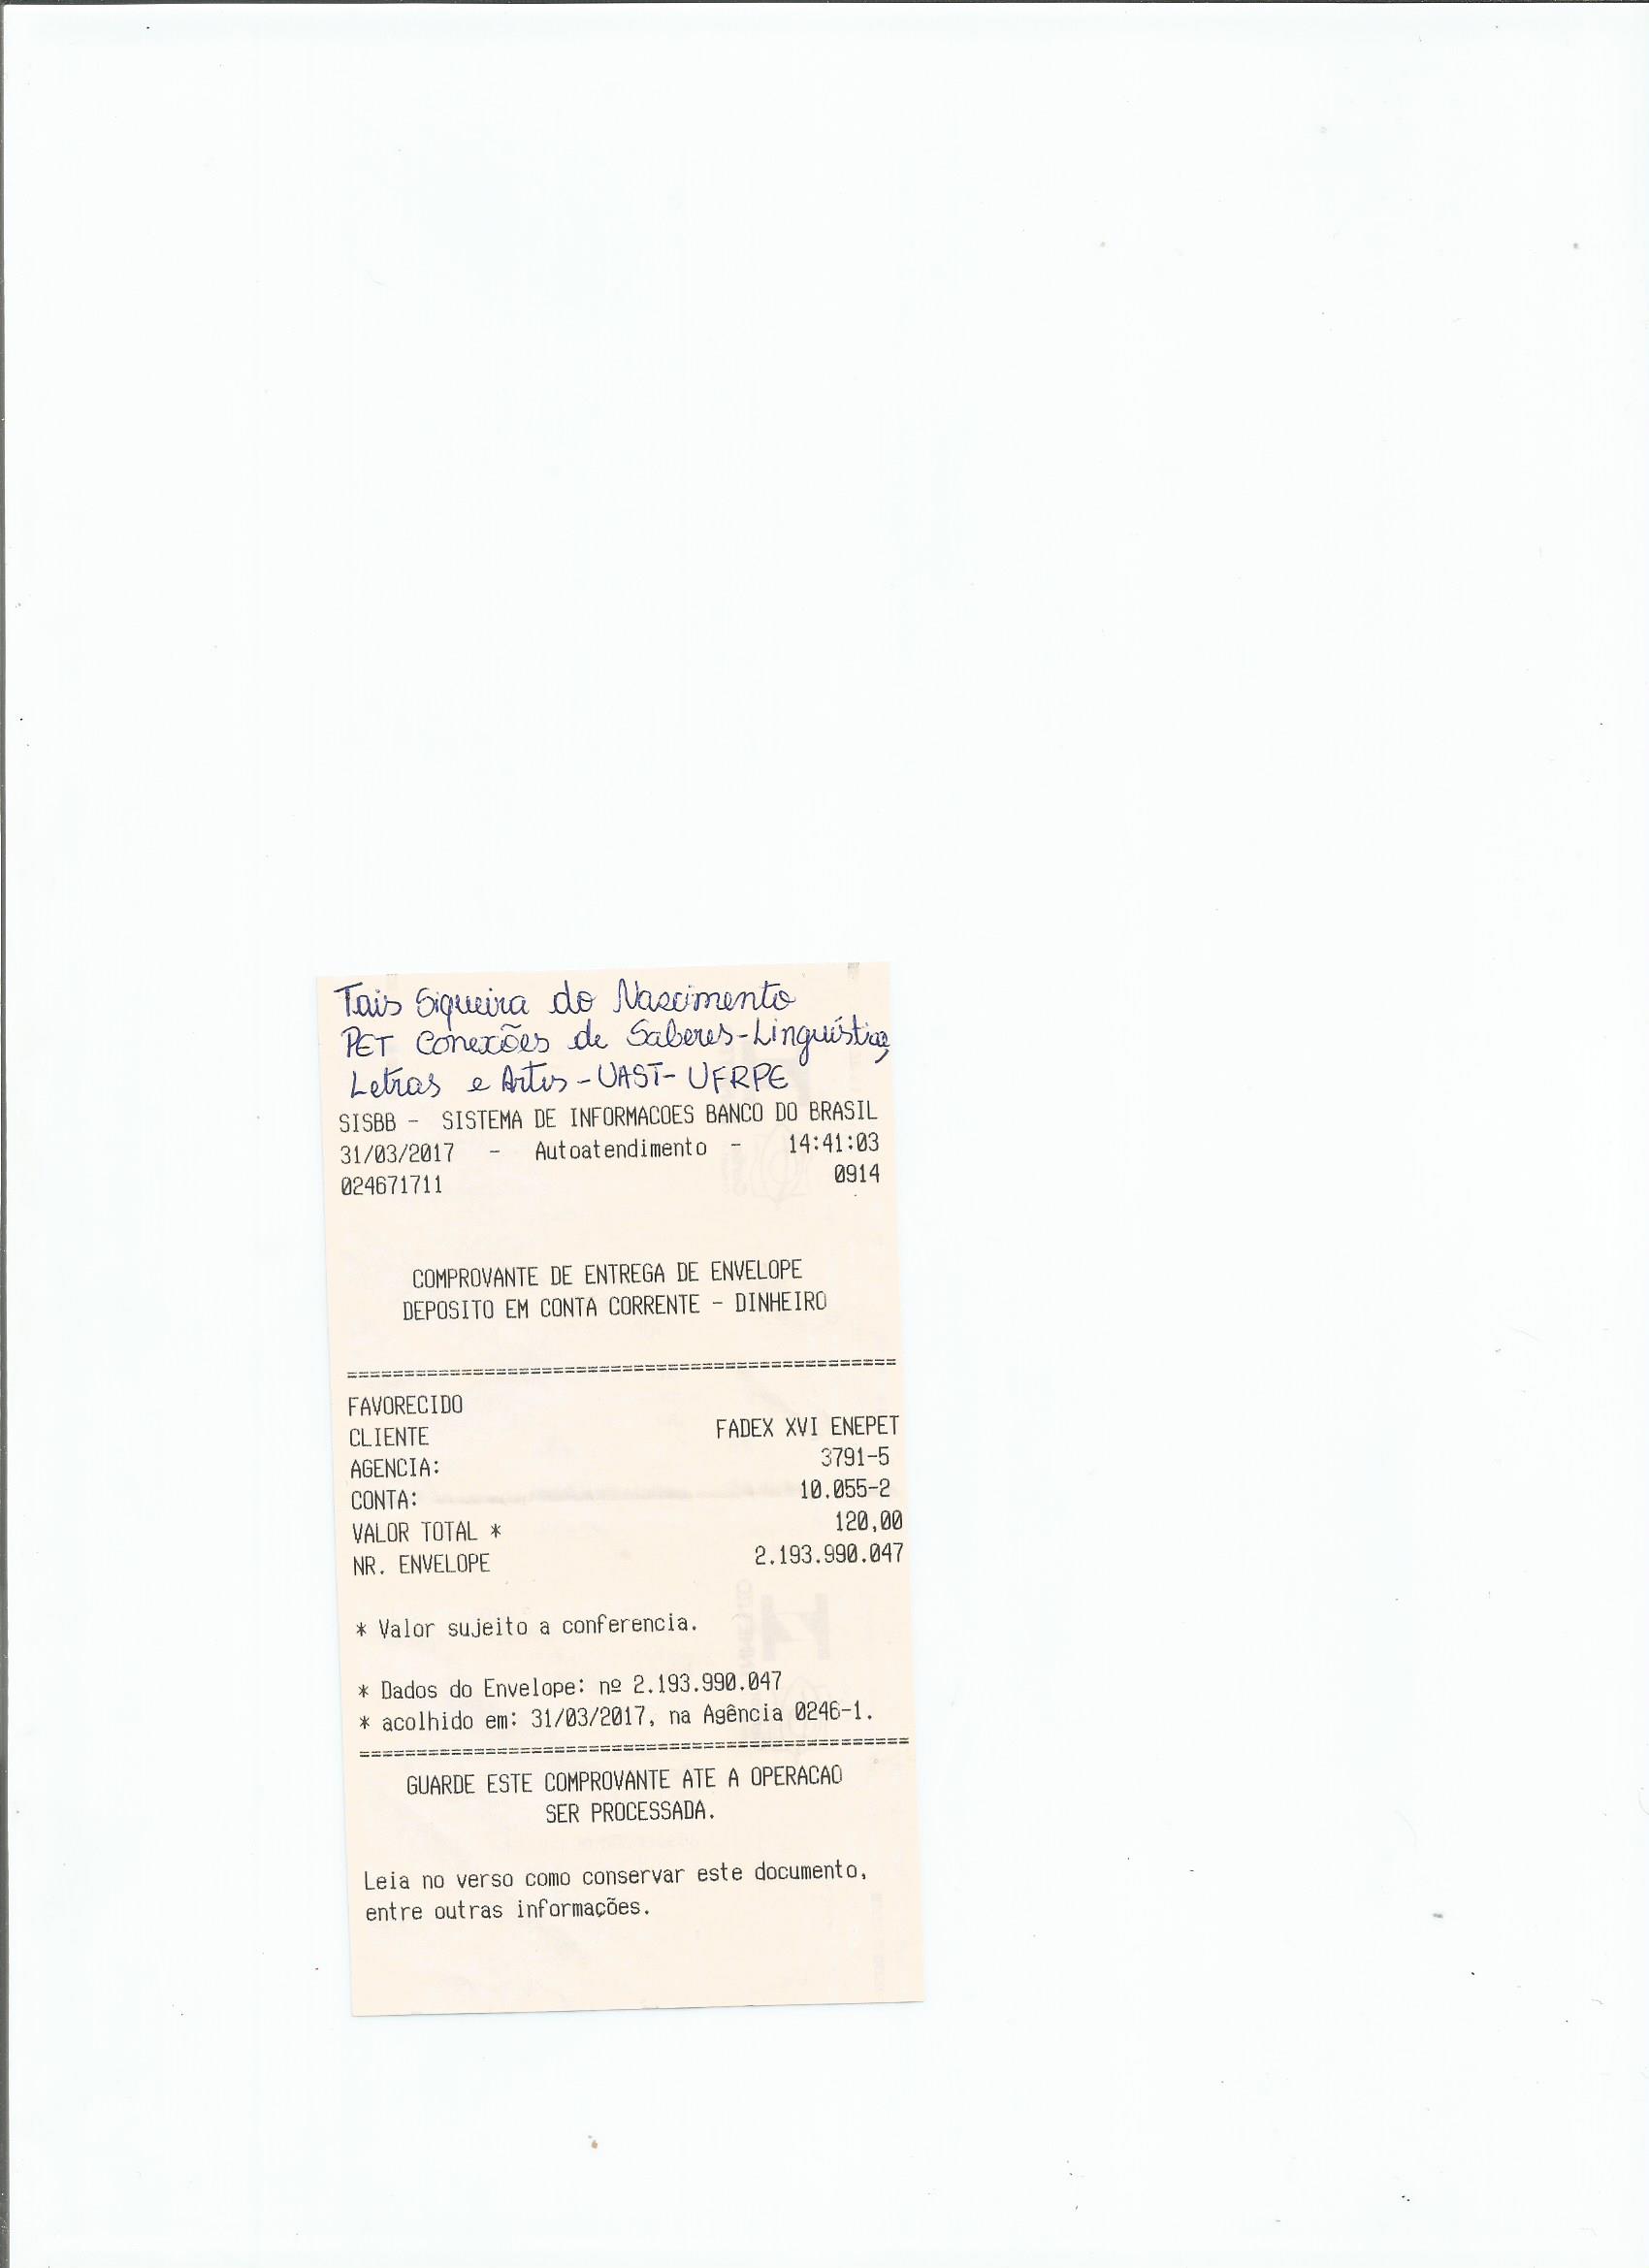 Tais Siqueira do Nascimento
PET Conexões de Saberes-Linguística,
Letras e Artes-UAST-UFRPE
SISBB - SISTEMA DE INFORMACOES BANCO DO BRASIL
31/03/2017 - Autoatendimento - 14:41:03
024671711 0914
COMPROVANTE DE ENTREGA DE ENVELOPE
DEPOSITO EM CONTA CORRENTE - DINHEIRO
================================================
FAVORECIDO
CLIENTE FADEX XVI ENEPET
AGENCIA: 3791-5
CONTA: 10.055-2
VALOR TOTAL * 120,00
NR. ENVELOPE 2.193.990.047
* Valor sujeito a conferencia.
* Dados do Envelope: nº 2.193.990.047
* acolhido em: 31/03/2017, na Agência 0246-1.
================================================
GUARDE ESTE COMPROVANTE ATE A OPERACAO
SER PROCESSADA.
Leia no verso como conservar este documento,
entre outras informações.